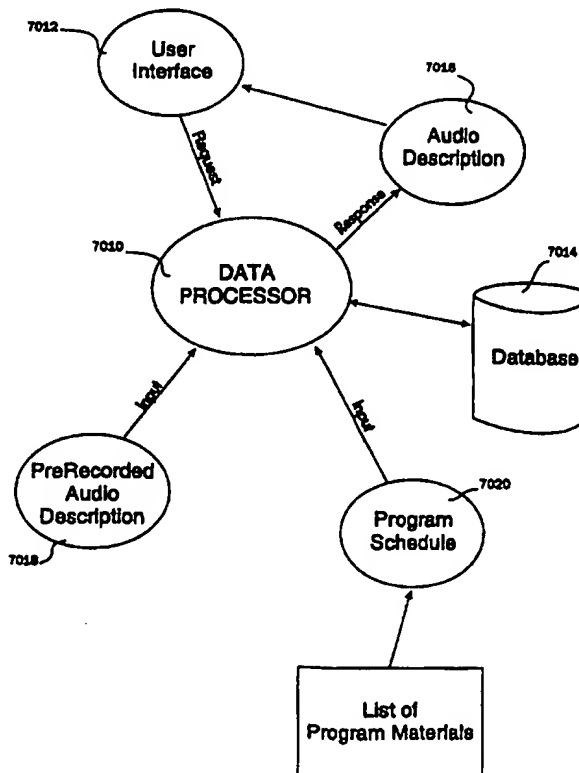 7012
User
Interface
7016
Audio
Description
Request
Response
7010
DATA
PROCESSOR
7014
Database
Input
Input
PreRecorded
Audio
Description
7018
7020
Program
Schedule
List of
Program Materials